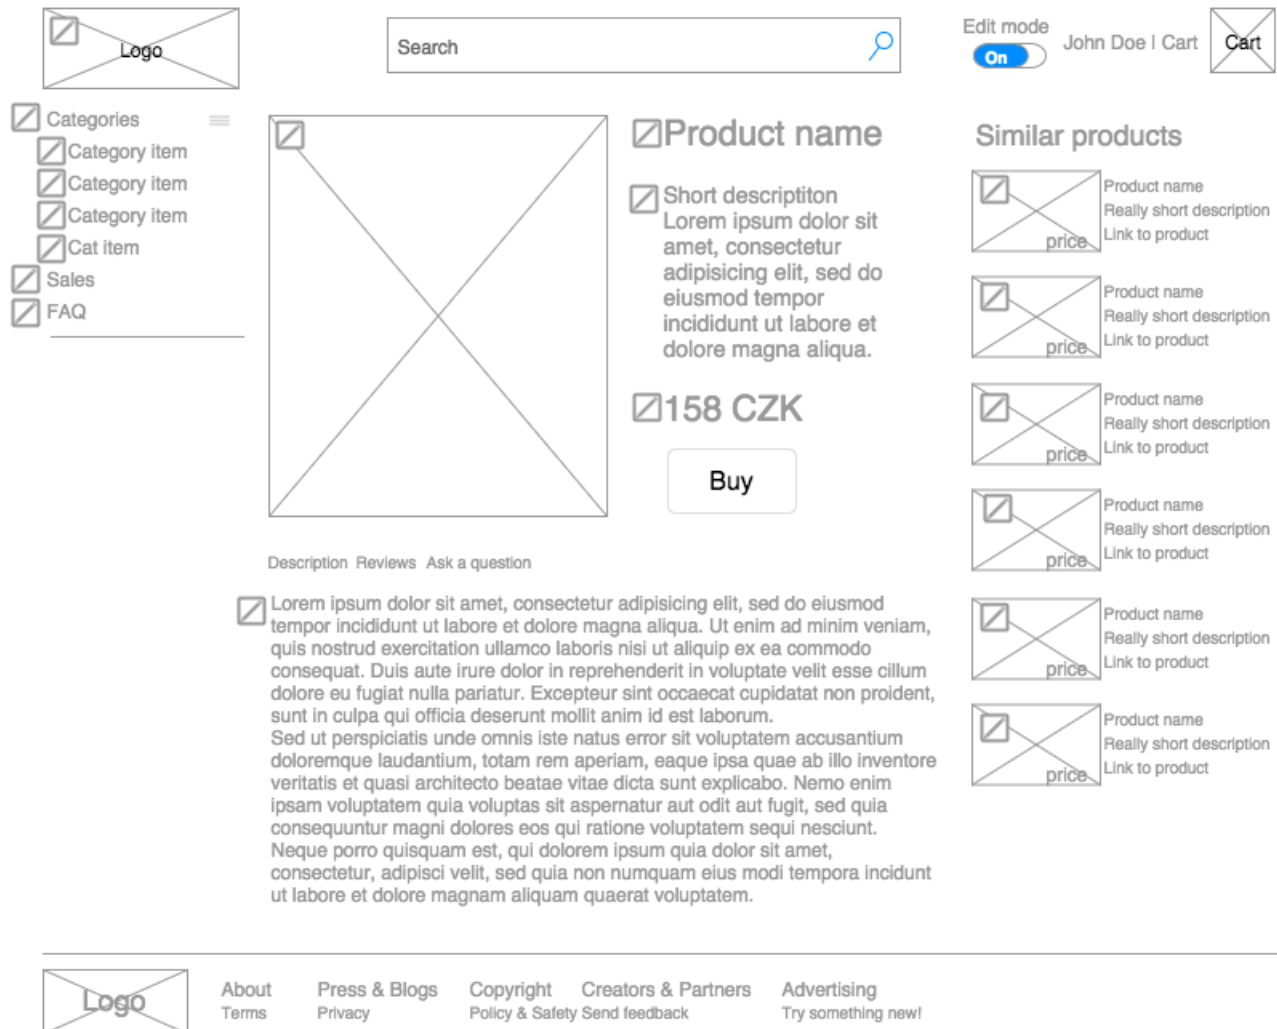 Logo
Search
Edit mode
On
John Doe | Cart
Cart
Categories
Category item
Category item
Category item
Cat item
Sales
FAQ
Product name
Short descriptiton
Lorem ipsum dolor sit
amet, consectetur
adipisicing elit, sed do
eiusmod tempor
incididunt ut labore et
dolore magna aliqua.
158 CZK
Buy
Similar products
price
Product name
Really short description
Link to product
price
Product name
Really short description
Link to product
price
Product name
Really short description
Link to product
price
Product name
Really short description
Link to product
price
Product name
Really short description
Link to product
price
Product name
Really short description
Link to product
Description Reviews Ask a question
Lorem ipsum dolor sit amet, consectetur adipisicing elit, sed do eiusmod
tempor incididunt ut labore et dolore magna aliqua. Ut enim ad minim veniam,
quis nostrud exercitation ullamco laboris nisi ut aliquip ex ea commodo
consequat. Duis aute irure dolor in reprehenderit in voluptate velit esse cillum
dolore eu fugiat nulla pariatur. Excepteur sint occaecat cupidatat non proident,
sunt in culpa qui officia deserunt mollit anim id est laborum.
Sed ut perspiciatis unde omnis iste natus error sit voluptatem accusantium
doloremque laudantium, totam rem aperiam, eaque ipsa quae ab illo inventore
veritatis et quasi architecto beatae vitae dicta sunt explicabo. Nemo enim
ipsam voluptatem quia voluptas sit aspernatur aut odit aut fugit, sed quia
consequuntur magni dolores eos qui ratione voluptatem sequi nesciunt.
Neque porro quisquam est, qui dolorem ipsum quia dolor sit amet,
consectetur, adipisci velit, sed quia non numquam eius modi tempora incidunt
ut labore et dolore magnam aliquam quaerat voluptatem.
Logo
About Press & Blogs Copyright Creators & Partners Advertising
Terms Privacy Policy & Safety Send feedback Try something new!